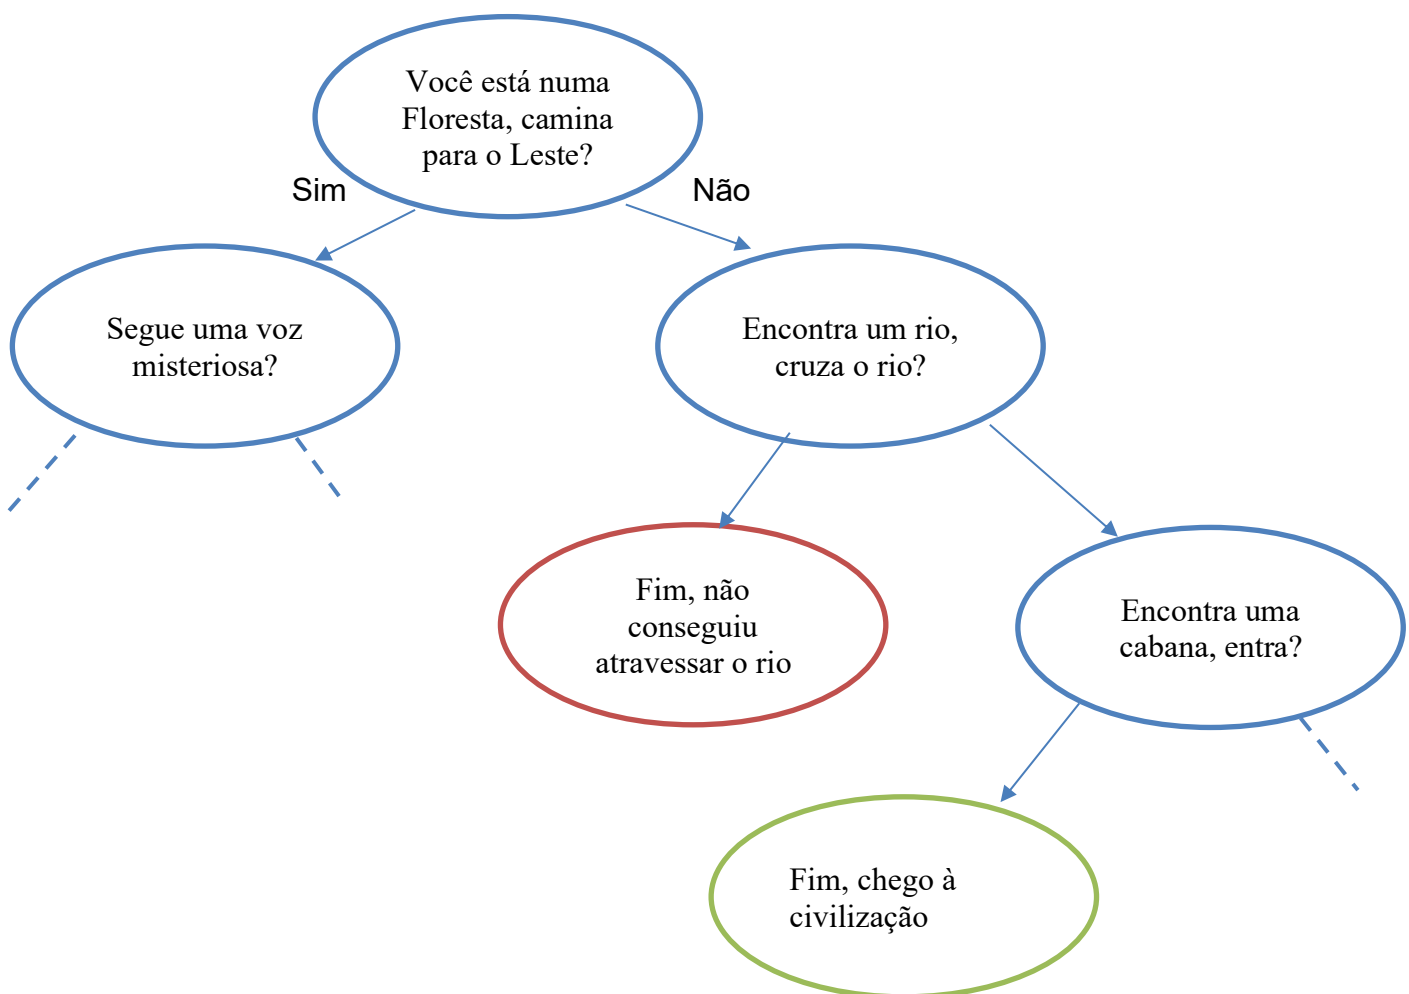 Você está numa
Floresta, camina
para o Leste?
Sim
Não
Segue uma voz
misteriosa?
Encontra um rio,
cruza o rio?
Fim, não
conseguiu
atravessar o rio
Encontra uma
cabana, entra?
Fim, chego à
civilização